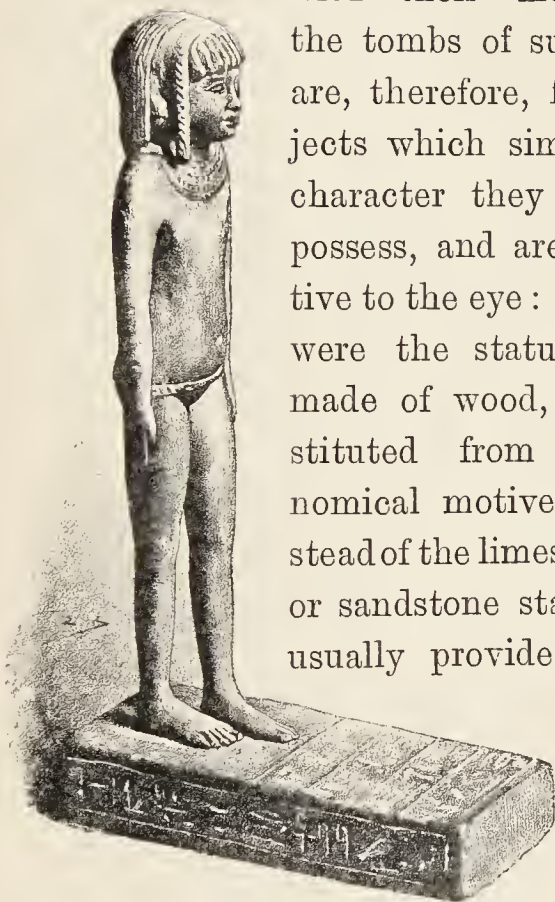 the tombs of su
are, therefore, f
jects which sim
character they
possess, and are
tive to the eye :
were the statu
made of wood,
stituted from
nomical motive
stead of the limes
or sandstone sta
usually provide